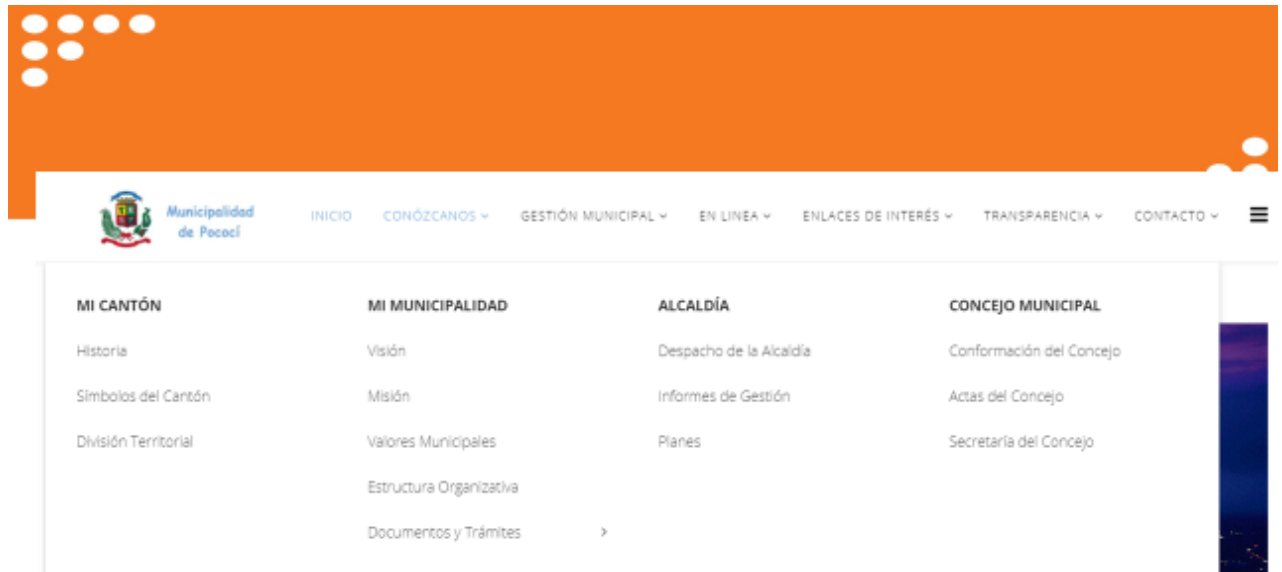 Municipalidad
de Pococí
INICIO CONÓZCANOS GESTIÓN MUNICIPAL EN LINEA ENLACES DE INTERÉS TRANSPARENCIA CONTACTO
MI CANTÓN
Historia
Símbolos del Cantón
División Territorial
MI MUNICIPALIDAD
Visión
Misión
Valores Municipales
Estructura Organizativa
Documentos y Trámites >
ALCALDÍA
Despacho de la Alcaldía
Informes de Gestión
Planes
CONCEJO MUNICIPAL
Conformación del Concejo
Actas del Concejo
Secretaría del Concejo